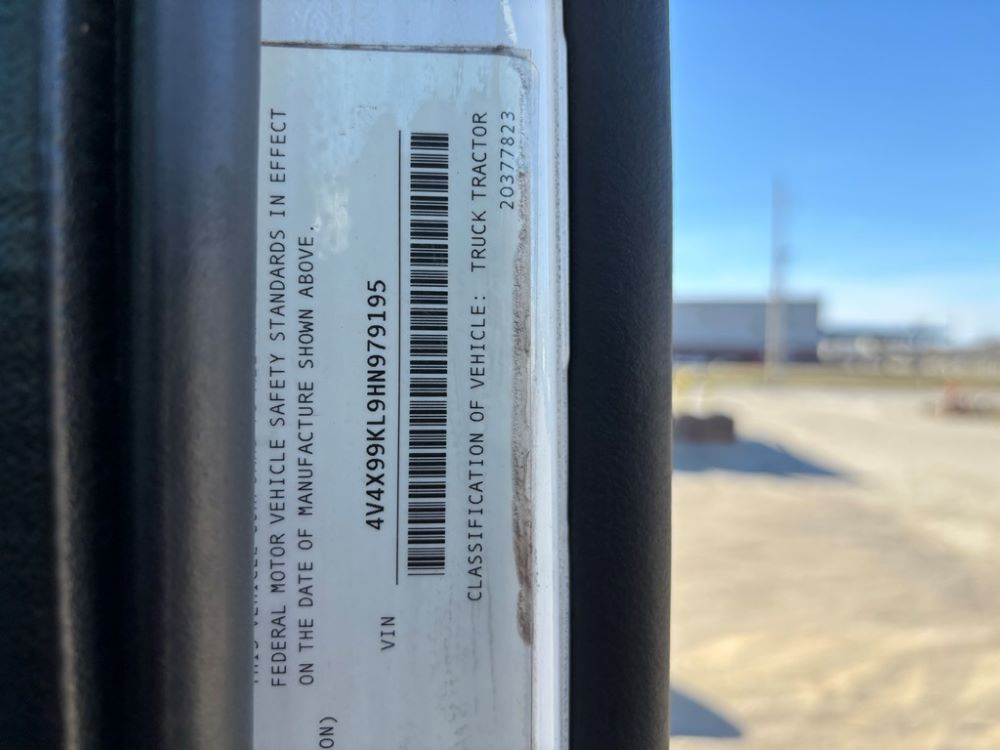 FEDERAL MOTOR VEHICLE SAFETY STANDARDS IN EFFECT
ON THE DATE OF MANUFACTURE SHOWN ABOVE.
ON)
VIN 4V4X99KL9HN979195
CLASSIFICATION OF VEHICLE: TRUCK TRACTOR
20377823